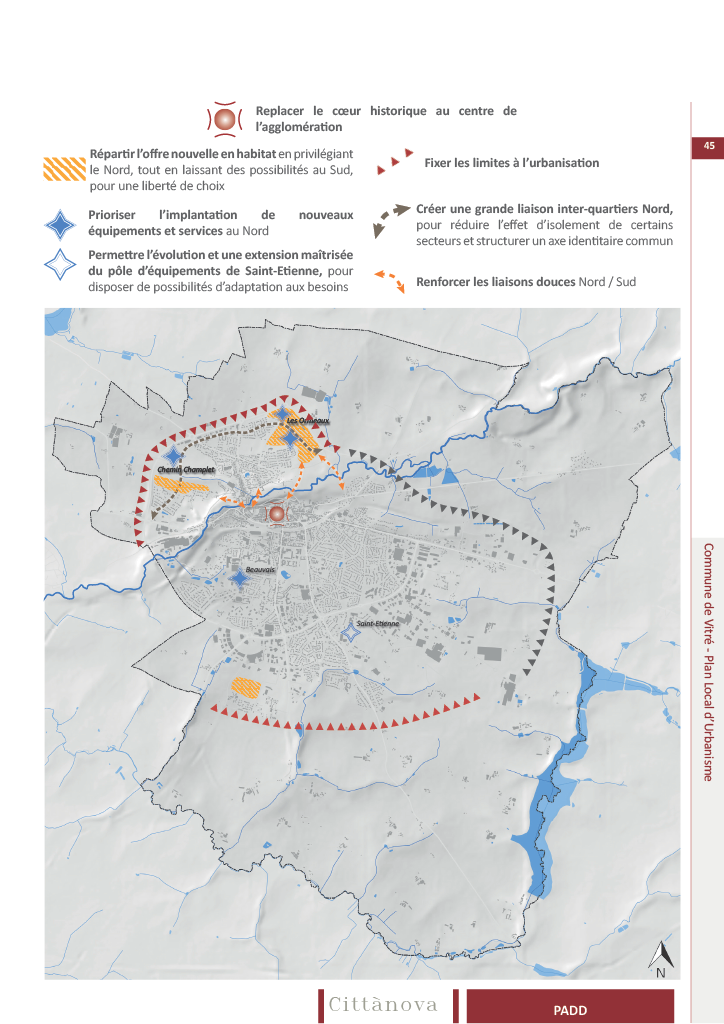 Replacer le cœur historique au centre de
l’agglomération
45
Répartir l’offre nouvelle en habitat en privilégiant
le Nord, tout en laissant des possibilités au Sud,
pour une liberté de choix
Fixer les limites à l’urbanisation
Prioriser l’implantation de nouveaux
équipements et services au Nord
Créer une grande liaison inter-quartiers Nord,
pour réduire l’effet d’isolement de certains
secteurs et structurer un axe identitaire commun
Permettre l’évolution et une extension maîtrisée
du pôle d’équipements de Saint-Etienne, pour
disposer de possibilités d’adaptation aux besoins
Renforcer les liaisons douces Nord / Sud
Les Ormeaux
Chemin Champlet
Beauvais
Saint-Etienne
Commune de Vitré - Plan Local d’Urbanisme
N
Cittànova
PADD